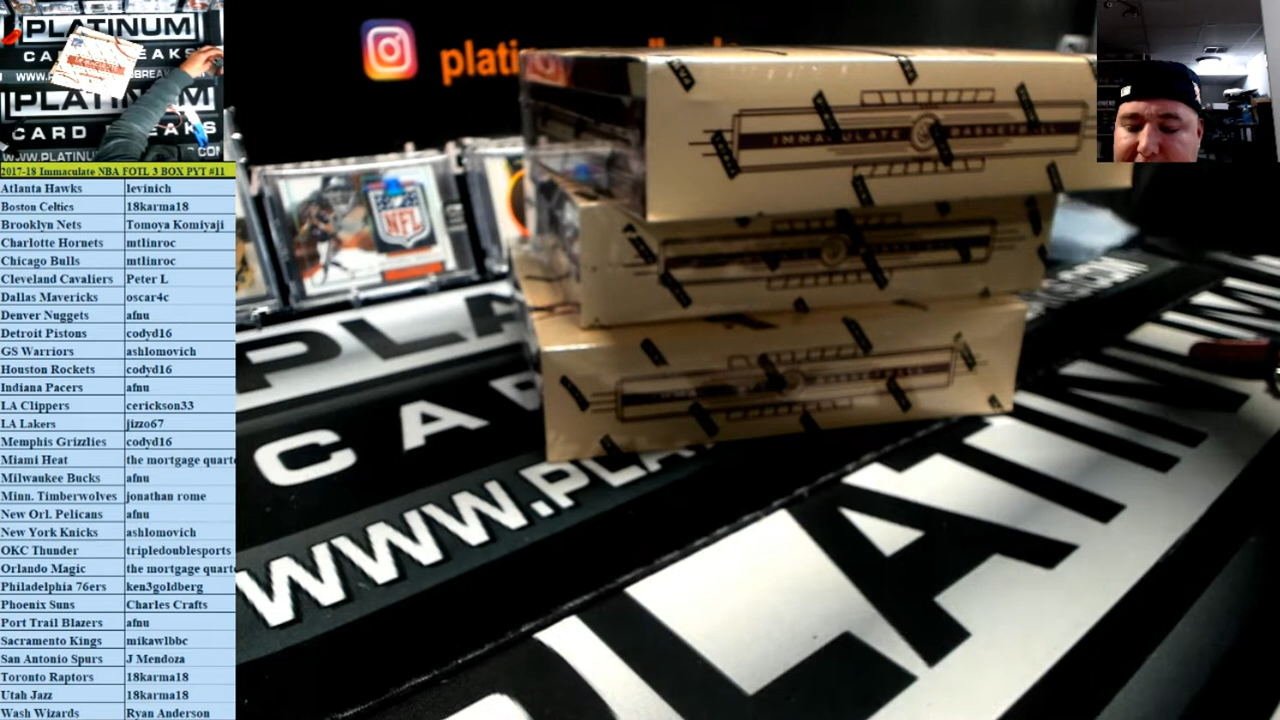 PLATINUM
CARD BREAKS
PLATINUM
CARD BREAKS
WWW.PLATINU
2017-18 Immaculate NBA FOTL 3 BOX PYT #11
Atlanta Hawks levinich
Boston Celtics 18karma18
Brooklyn Nets Tomoya Komiyaji
Charlotte Hornets mtlinroc
Chicago Bulls mtlinroc
Cleveland Cavaliers Peter L
Dallas Mavericks oscar4c
Denver Nuggets afnu
Detroit Pistons codyd16
GS Warriors ashlomovich
Houston Rockets codyd16
Indiana Pacers afnu
LA Clippers cerickson33
LA Lakers jizzo67
Memphis Grizzlies codyd16
Miami Heat the mortgage quart
Milwaukee Bucks afnu
Minn. Timberwolves jonathan rome
New Orl. Pelicans afnu
New York Knicks ashlomovich
OKC Thunder tripledoublesports
Orlando Magic the mortgage quart
Philadelphia 76ers ken3goldberg
Phoenix Suns Charles Crafts
Port Trail Blazers afnu
Sacramento Kings mikawlbbc
San Antonio Spurs J Mendoza
Toronto Raptors 18karma18
Utah Jazz 18karma18
Wash Wizards Ryan Anderson
plati
IMMACULATE BASKETBALL
NFL
PLA
CA
WWW.PLA
LATINUM